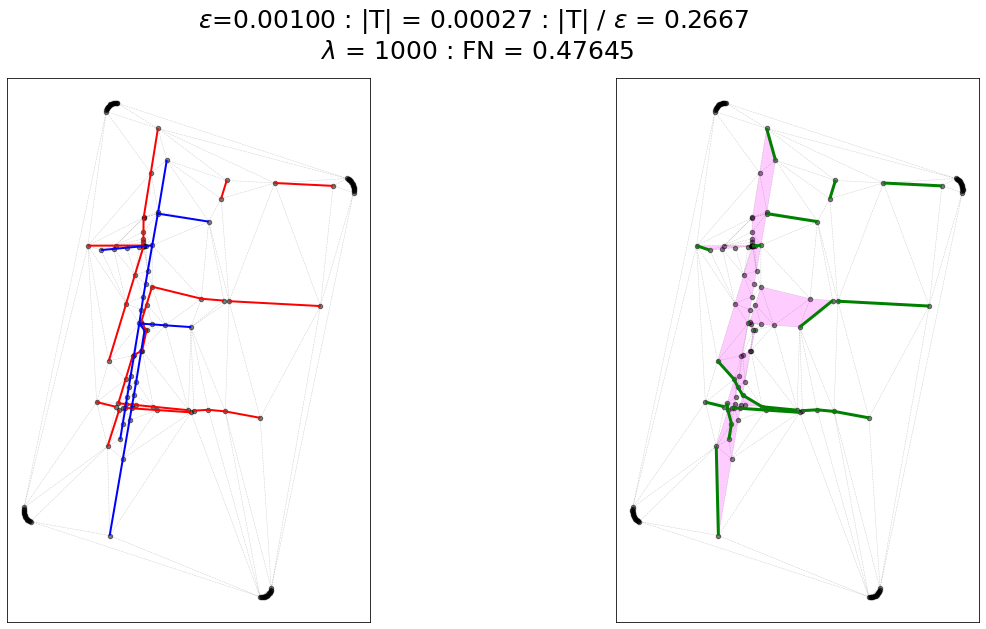 ε=0.00100 : |T| = 0.00027 : |T| / ε = 0.2667
λ = 1000 : FN = 0.47645